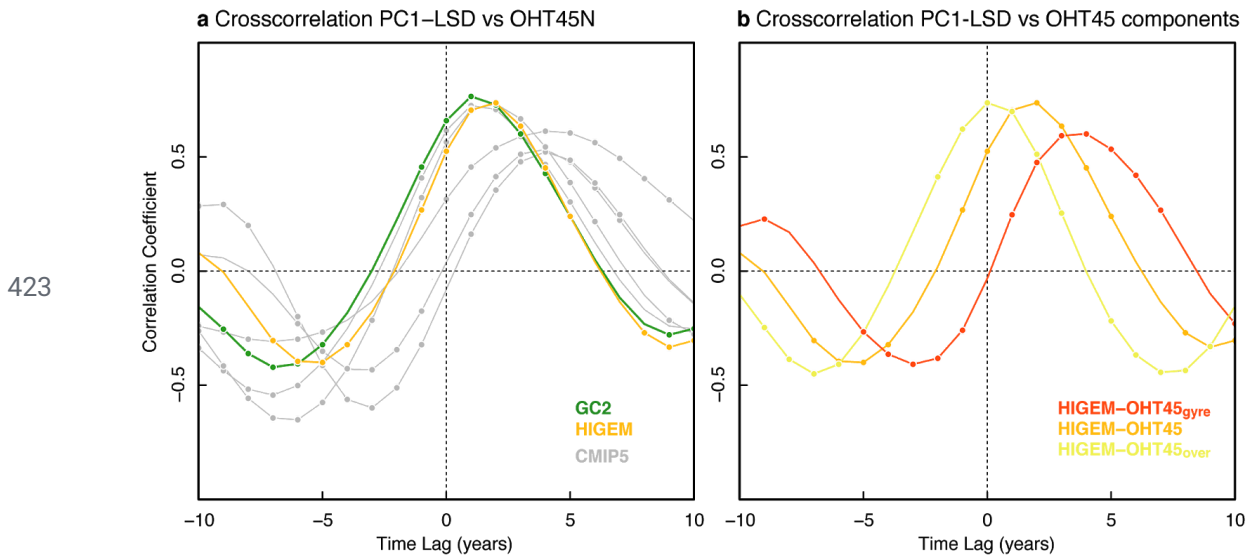 a Crosscorrelation PC1–LSD vs OHT45N
b Crosscorrelation PC1-LSD vs OHT45 components
423
Correlation Coefficient
0.5
0.0
−0.5
GC2
HIGEM
CMIP5
−10
−5
0
5
10
Time Lag (years)
0.5
0.0
−0.5
HIGEM–OHT45gyre
HIGEM–OHT45
HIGEM–OHT45over
−10
−5
0
5
10
Time Lag (years)